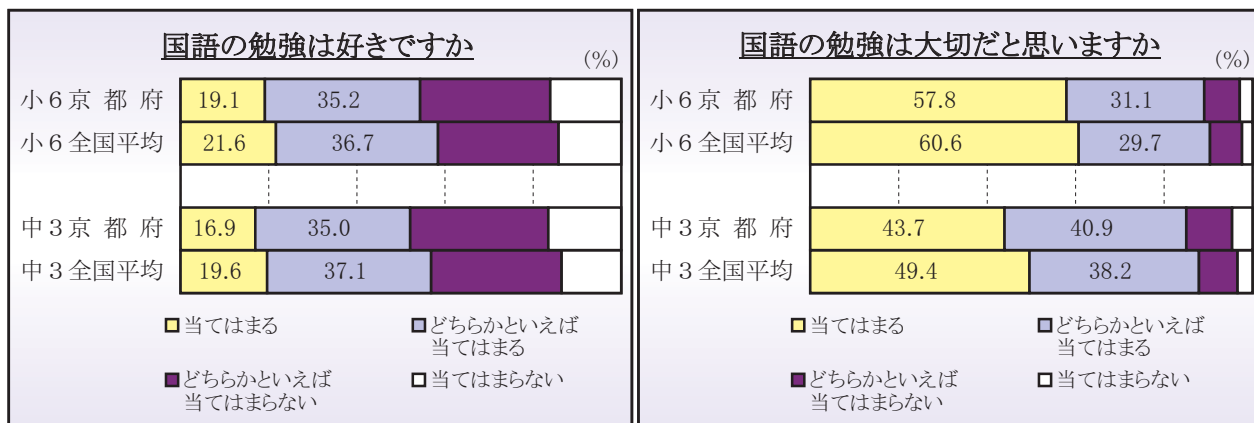 国語の勉強は好きですか
(%)
小6京都府 19.1 35.2
小6全国平均 21.6 36.7
中3京都府 16.9 35.0
中3全国平均 19.6 37.1
当てはまる
どちらかといえば
当てはまる
どちらかといえば
当てはまらない
当てはまらない
国語の勉強は大切だと思いますか
(%)
小6京都府 57.8 31.1
小6全国平均 60.6 29.7
中3京都府 43.7 40.9
中3全国平均 49.4 38.2
当てはまる
どちらかといえば
当てはまる
どちらかといえば
当てはまらない
当てはまらない